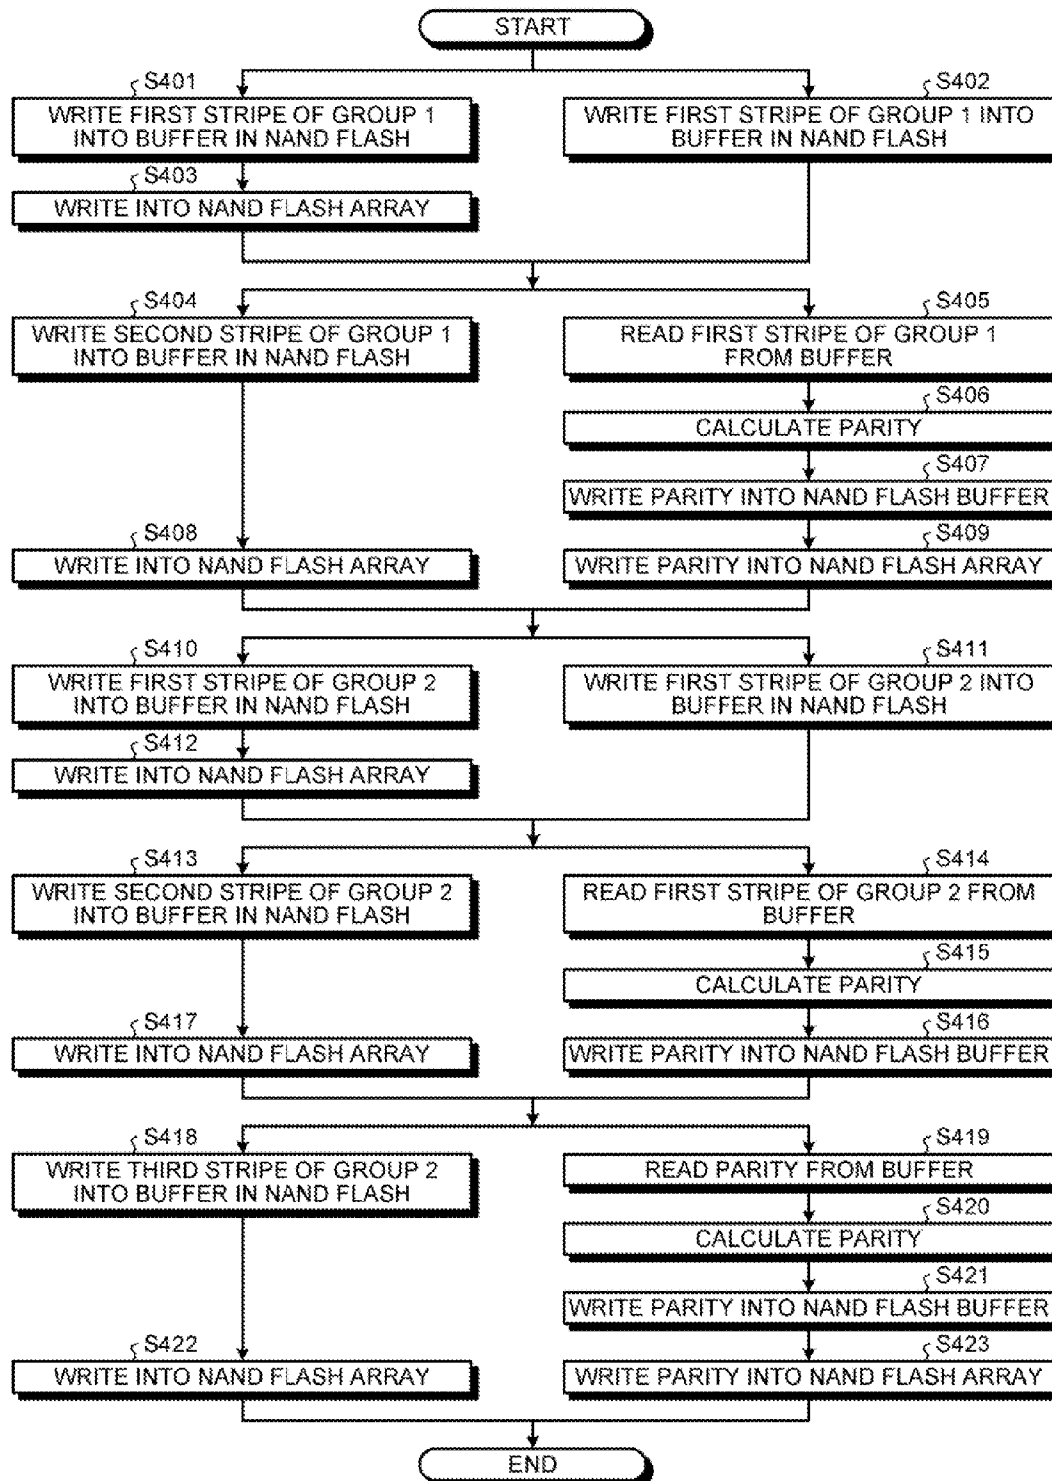 START
S401
WRITE FIRST STRIPE OF GROUP 1
INTO BUFFER IN NAND FLASH
S402
WRITE FIRST STRIPE OF GROUP 1 INTO
BUFFER IN NAND FLASH
S403
WRITE INTO NAND FLASH ARRAY
S404
WRITE SECOND STRIPE OF GROUP 1
INTO BUFFER IN NAND FLASH
S405
READ FIRST STRIPE OF GROUP 1
FROM BUFFER
S406
CALCULATE PARITY
S407
WRITE PARITY INTO NAND FLASH BUFFER
S408
WRITE INTO NAND FLASH ARRAY
S409
WRITE PARITY INTO NAND FLASH ARRAY
S410
WRITE FIRST STRIPE OF GROUP 2
INTO BUFFER IN NAND FLASH
S411
WRITE FIRST STRIPE OF GROUP 2 INTO
BUFFER IN NAND FLASH
S412
WRITE INTO NAND FLASH ARRAY
S413
WRITE SECOND STRIPE OF GROUP 2
INTO BUFFER IN NAND FLASH
S414
READ FIRST STRIPE OF GROUP 2 FROM
BUFFER
S415
CALCULATE PARITY
S417
WRITE INTO NAND FLASH ARRAY
S416
WRITE PARITY INTO NAND FLASH BUFFER
S418
WRITE THIRD STRIPE OF GROUP 2
INTO BUFFER IN NAND FLASH
S419
READ PARITY FROM BUFFER
S420
CALCULATE PARITY
S421
WRITE PARITY INTO NAND FLASH BUFFER
S422
WRITE INTO NAND FLASH ARRAY
S423
WRITE PARITY INTO NAND FLASH ARRAY
END